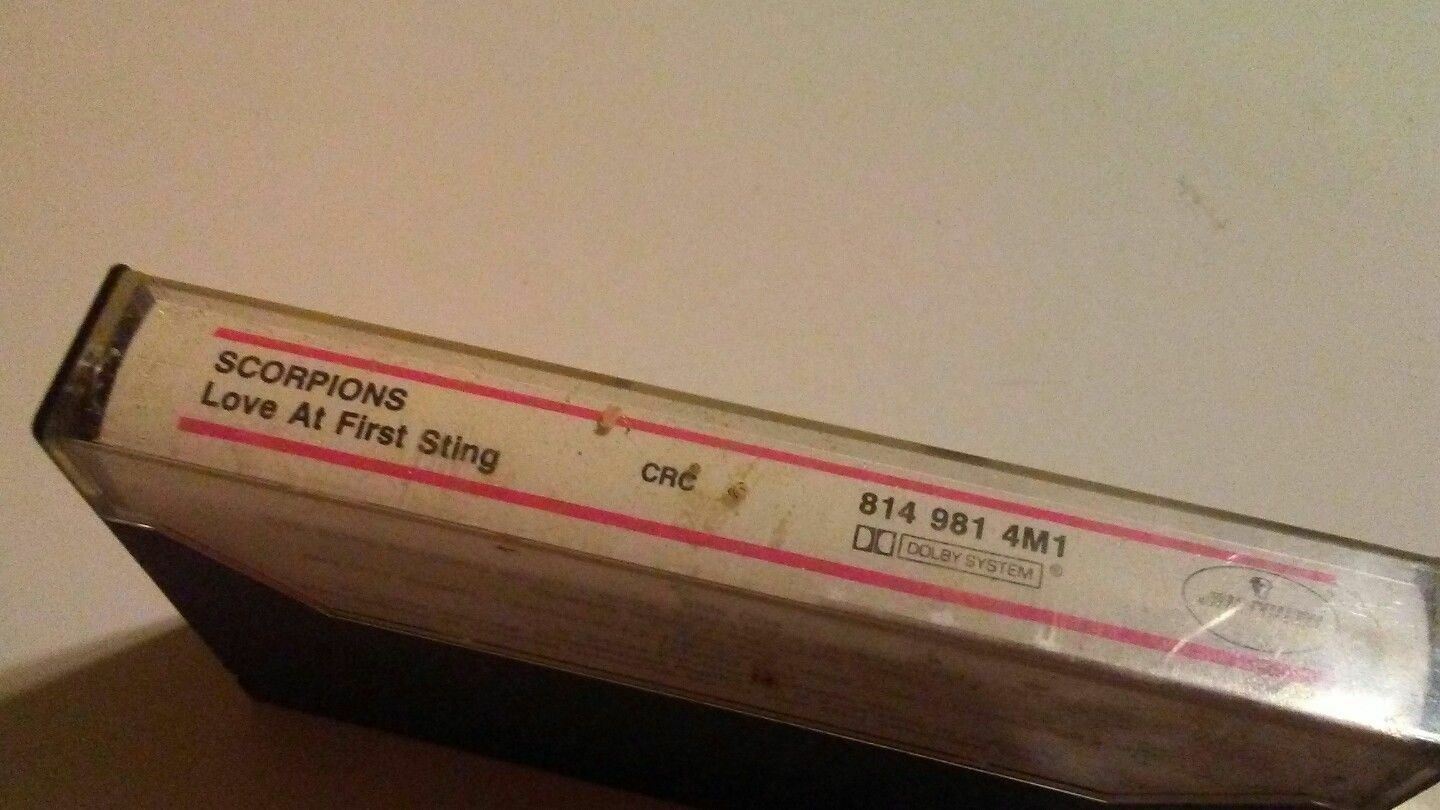 SCORPIONS
Love At First Sting
CRC
814 981 4M1
DOLBY SYSTEM ®